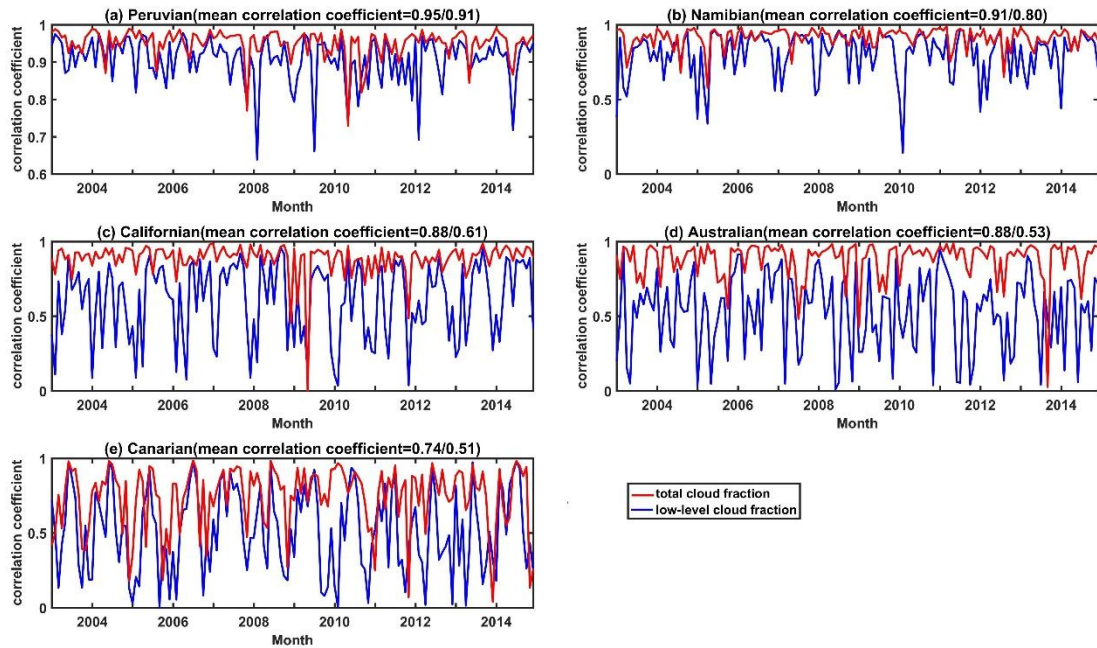 (a) Peruvian(mean correlation coefficient=0.95/0.91)
correlation coefficient
1
0.9
0.8
0.7
0.6
2004 2006 2008 2010 2012 2014
Month
(b) Namibian(mean correlation coefficient=0.91/0.80)
correlation coefficient
1
0.5
0
2004 2006 2008 2010 2012 2014
Month
(c) Californian(mean correlation coefficient=0.88/0.61)
correlation coefficient
1
0.5
0
2004 2006 2008 2010 2012 2014
Month
(d) Australian(mean correlation coefficient=0.88/0.53)
correlation coefficient
1
0.5
0
2004 2006 2008 2010 2012 2014
Month
(e) Canarian(mean correlation coefficient=0.74/0.51)
correlation coefficient
1
0.5
0
2004 2006 2008 2010 2012 2014
Month
total cloud fraction
low-level cloud fraction